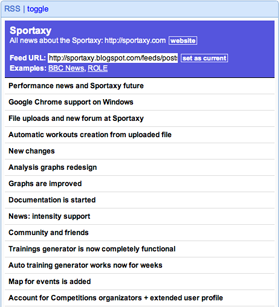 RSS | toggle
Sportaxy
All news about the Sportaxy: http://sportaxy.com website
Feed URL: http://sportaxy.blogspot.com/feeds/post set as current
Examples: BBC News, ROLE
Performance news and Sportaxy future
Google Chrome support on Windows
File uploads and new forum at Sportaxy
Automatic workouts creation from uploaded file
New changes
Analysis graphs redesign
Graphs are improved
Documentation is started
News: intensity support
Community and friends
Trainings generator is now completely functional
Auto training generator works now for weeks
Map for events is added
Account for Competitions organizators + extended user profile